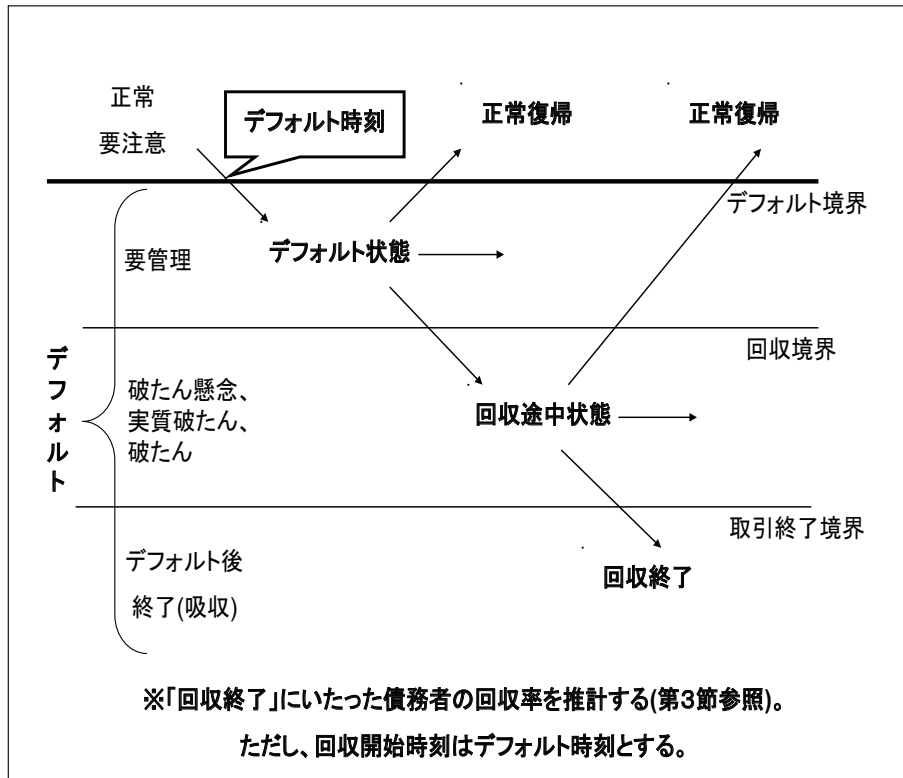 正常
要注意
デフォルト時刻
正常復帰
正常復帰
デフォルト境界
要管理
デフォルト状態
回収境界
デフォルト
破たん懸念、
実質破たん、
破たん
回収途中状態
取引終了境界
デフォルト後
終了(吸収)
回収終了
※「回収終了」にいたった債務者の回収率を推計する(第3節参照)。
ただし、回収開始時刻はデフォルト時刻とする。